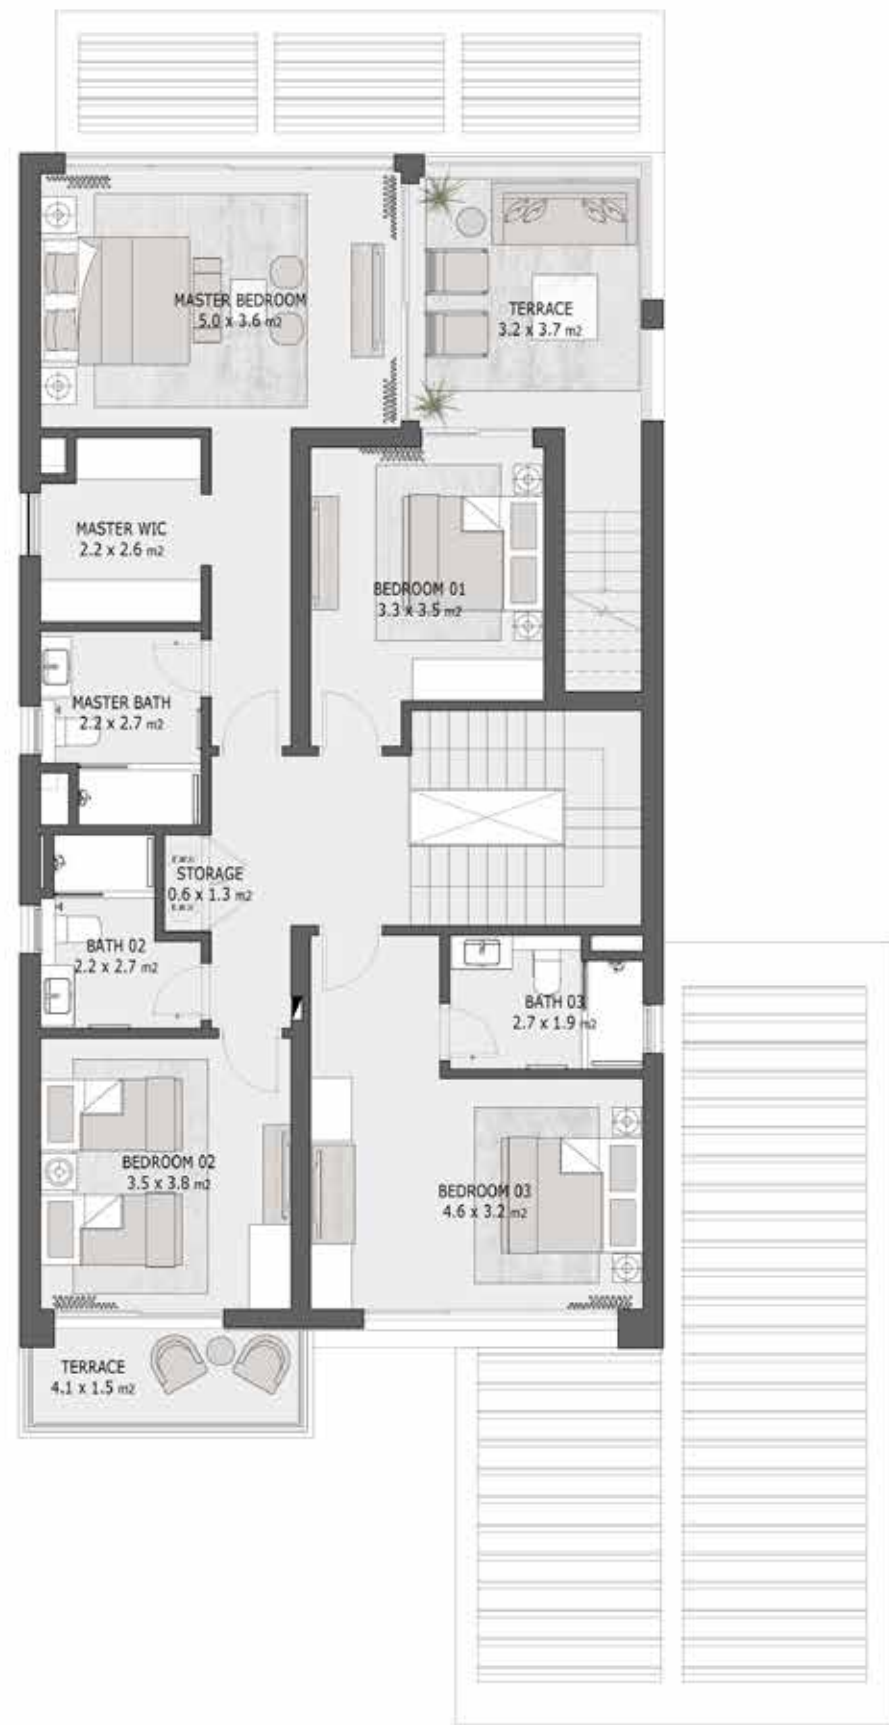 MASTER BEDROOM
5.0 x 3.6 m2
TERRACE
3.2 x 3.7 m2
MASTER WIC
2.2 x 2.6 m2
BEDROOM 01
3.3 x 3.5 m2
MASTER BATH
2.2 x 2.7 m2
STORAGE
0.6 x 1.3 m2
BATH 02
2.2 x 2.7 m2
BATH 03
2.7 x 1.9 m2
BEDROOM 02
3.5 x 3.8 m2
BEDROOM 03
4.6 x 3.2 m2
TERRACE
4.1 x 1.5 m2